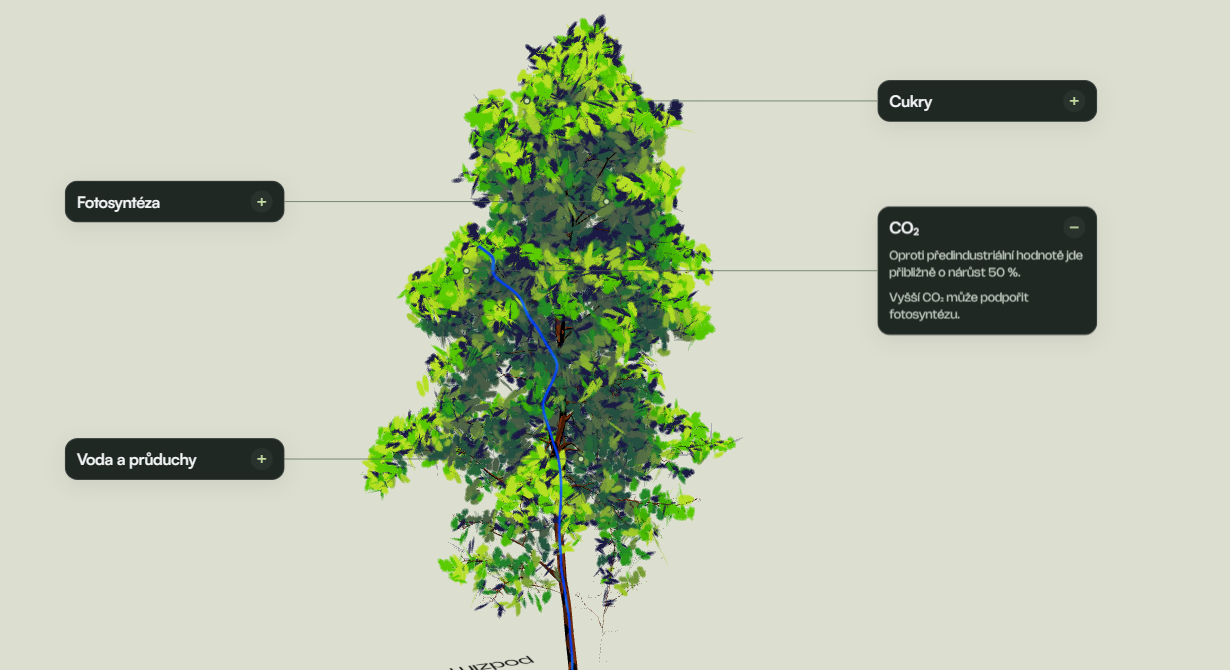 Cukry
Fotosyntéza
CO₂
Oproti předindustriální hodnotě jde
přibližně o nárůst 50 %.
Vyšší CO₂ může podpořit
fotosyntézu.
Voda a průduchy